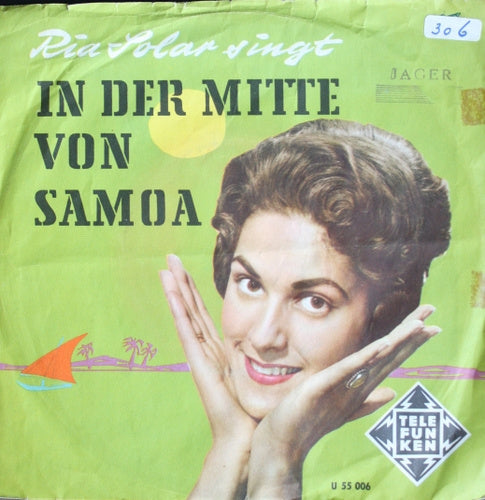 Ria Solar singt
306
JAGER
IN DER MITTE
VON
SAMOA
TELE
FUN
KEN
U 55 006